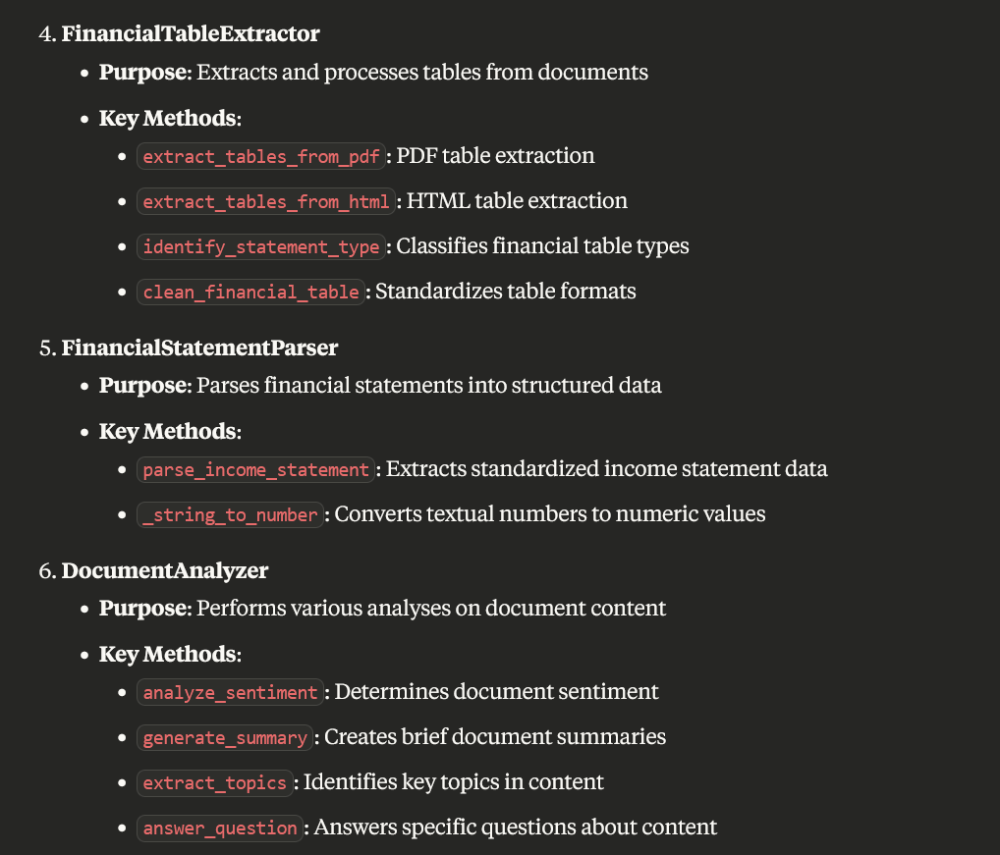 4. FinancialTableExtractor
• Purpose: Extracts and processes tables from documents
• Key Methods:
• extract_tables_from_pdf: PDF table extraction
• extract_tables_from_html: HTML table extraction
• identify_statement_type: Classifies financial table types
• clean_financial_table: Standardizes table formats
5. FinancialStatementParser
• Purpose: Parses financial statements into structured data
• Key Methods:
• parse_income_statement: Extracts standardized income statement data
• _string_to_number: Converts textual numbers to numeric values
6. DocumentAnalyzer
• Purpose: Performs various analyses on document content
• Key Methods:
• analyze_sentiment: Determines document sentiment
• generate_summary: Creates brief document summaries
• extract_topics: Identifies key topics in content
• answer_question: Answers specific questions about content